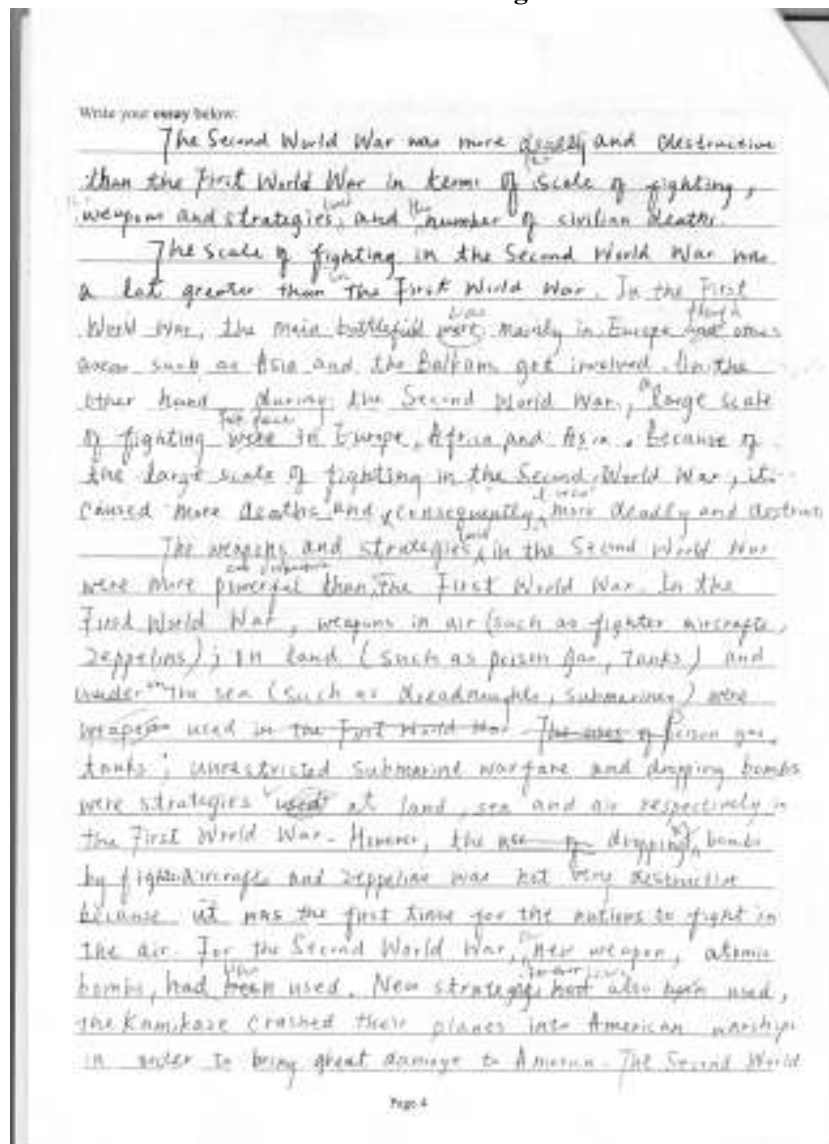 Write your essay below:
The Second World War was more deadly and destructive
than the First World War in terms of scale of fighting,
weapons and strategies used and the number of civilian deaths.
The scale of fighting in the Second World War was
a lot greater than in the First World War. In the First
World War, the main battlefield were was mainly in Europe though other
areas such as Asia and the Balkans got involved. On the
other hand, during the Second World War, a large scale
of fighting were took place in Europe, Africa and Asia. Because of
the large scale of fighting in the Second World War, it
caused more deaths and consequently, it was more deadly and
The weapons and strategies used in the Second World War
were more powerful than the First World War. In the
First World War, weapons in air (such as fighter aircrafts,
Zeppelins); in land (such as poison gas, tanks) and
under the sea (such as dreadnoughts, submarines) were
weapons used in the First World War The uses of Poison gas,
tanks; unrestricted submarine warfare and dropping bombs
were strategies used at land, sea and air respectively in
the First World War. However, the use of dropping of bombs
by aircrafts and zeppelins was not very destructive
because it was the first time for the nations to fight in
the air. For the Second World War, new weapon, atomic
bombs, had been used. New strategies also been used,
the Kamikaze crashed their planes into American warships
in order to bring great damage to America. The Second World
Page 4